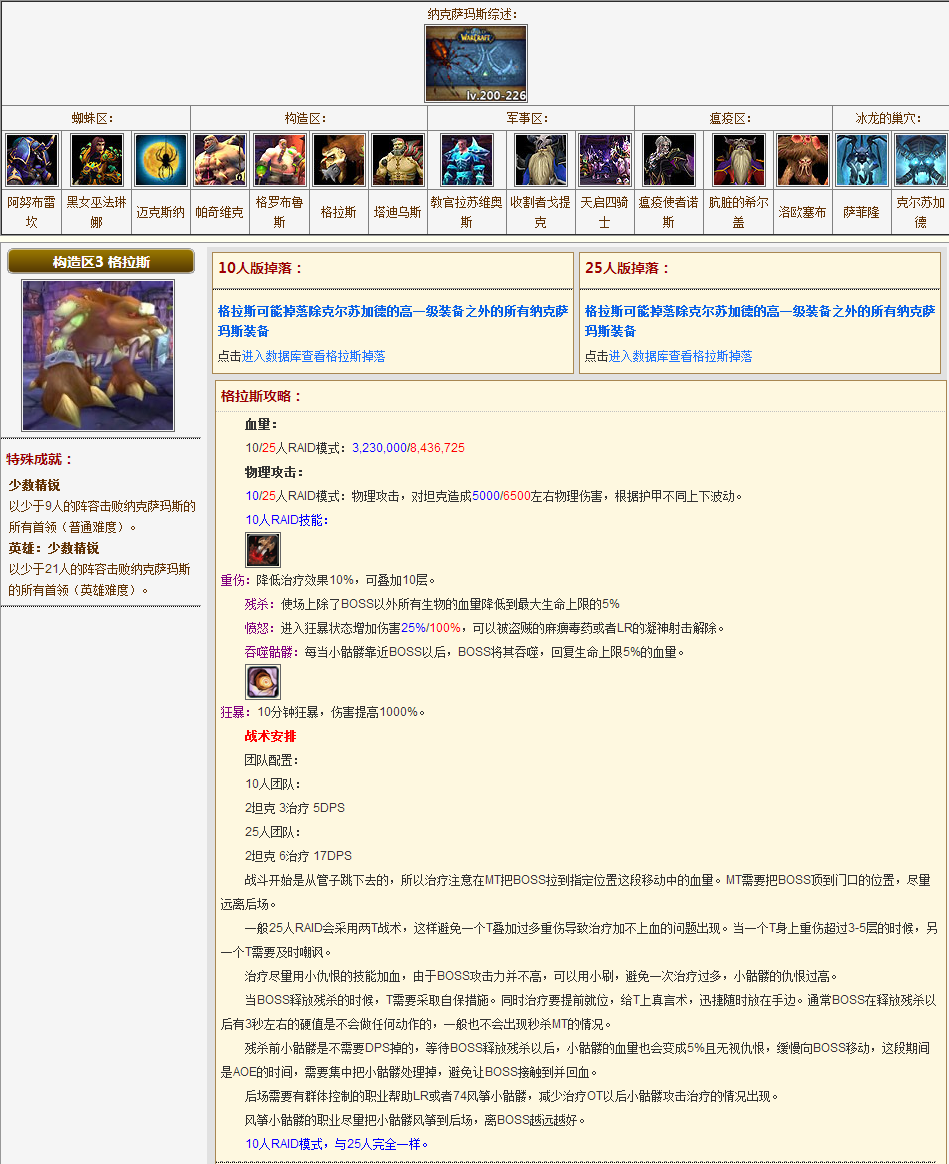 纳克萨玛斯综述：
WARCRAFT
lv.200-226
蜘蛛区： 构造区： 军事区： 瘟疫区： 冰龙的巢穴：
阿努布雷坎 黑女巫法琳娜 迈克斯纳 帕奇维克 格罗布鲁斯 格拉斯 塔迪乌斯 教官拉苏维奥斯 收割者戈提克 天启四骑士 瘟疫使者诺斯 肮脏的希尔盖 洛欧塞布 萨菲隆 克尔苏加德
构造区3 格拉斯
特殊成就：
少数精锐
以少于9人的阵容击败纳克萨玛斯的
所有首领（普通难度）。
英雄：少数精锐
以少于21人的阵容击败纳克萨玛斯
的所有首领（英雄难度）。
10人版掉落：
格拉斯可能掉落除克尔苏加德的高一级装备之外的所有纳克萨
玛斯装备
点击进入数据库查看格拉斯掉落
25人版掉落：
格拉斯可能掉落除克尔苏加德的高一级装备之外的所有纳克萨
玛斯装备
点击进入数据库查看格拉斯掉落
格拉斯攻略：
血量：
10/25人RAID模式：3,230,000/8,436,725
物理攻击：
10/25人RAID模式：物理攻击，对坦克造成5000/6500左右物理伤害，根据护甲不同上下波动。
10人RAID技能：
重伤：降低治疗效果10%，可叠加10层。
残杀：使场上除了BOSS以外所有生物的血量降低到最大生命上限的5%
愤怒：进入狂暴状态增加伤害25%/100%，可以被盗贼的麻痹毒药或者LR的凝神射击解除。
吞噬骷髅：每当小骷髅靠近BOSS以后，BOSS将其吞噬，回复生命上限5%的血量。
狂暴：10分钟狂暴，伤害提高1000%。
战术安排
团队配置：
10人团队：
2坦克 3治疗 5DPS
25人团队：
2坦克 6治疗 17DPS
战斗开始是从管子跳下去的，所以治疗注意在MT把BOSS拉到指定位置这段移动中的血量。MT需要把BOSS顶到门口的位置，尽量
远离后场。
一般25人RAID会采用两T战术，这样避免一个T叠加过多重伤导致治疗加不上血的问题出现。当一个T身上重伤超过3-5层的时候，另
一个T需要及时嘲讽。
治疗尽量用小仇恨的技能加血，由于BOSS攻击力并不高，可以用小刷，避免一次治疗过多，小骷髅的仇恨过高。
当BOSS释放残杀的时候，T需要采取自保措施。同时治疗要提前就位，给T上真言术，迅捷随时放在手边。通常BOSS在释放残杀以
后有3秒左右的硬值是不会做任何动作的，一般也不会出现秒杀MT的情况。
残杀前小骷髅是不需要DPS掉的，等待BOSS释放残杀以后，小骷髅的血量也会变成5%且无视仇恨，缓慢向BOSS移动，这段期间
是AOE的时间，需要集中把小骷髅处理掉，避免让BOSS接触到并回血。
后场需要有群体控制的职业帮助LR或者74风筝小骷髅，减少治疗OT以后小骷髅攻击治疗的情况出现。
风筝小骷髅的职业尽量把小骷髅风筝到后场，离BOSS越远越好。
10人RAID模式，与25人完全一样。